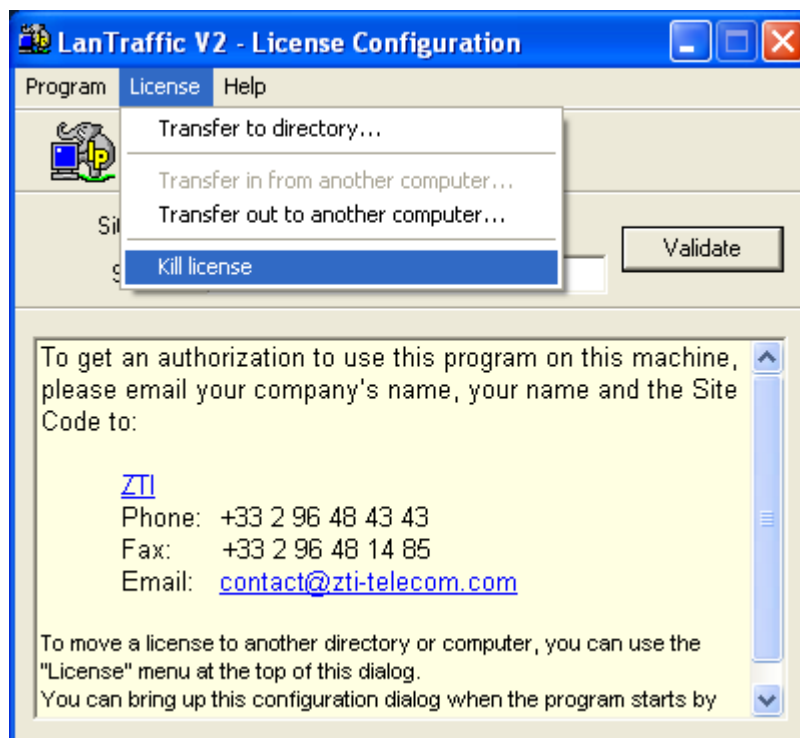 LanTraffic V2 - License Configuration
Program License Help
Transfer to directory...
Transfer in from another computer...
Transfer out to another computer...
Kill license
Validate
To get an authorization to use this program on this machine,
please email your company's name, your name and the Site
Code to:
ZTI
Phone: +33 2 96 48 43 43
Fax: +33 2 96 48 14 85
Email: contact@zti-telecom.com
To move a license to another directory or computer, you can use the
"License" menu at the top of this dialog.
You can bring up this configuration dialog when the program starts by